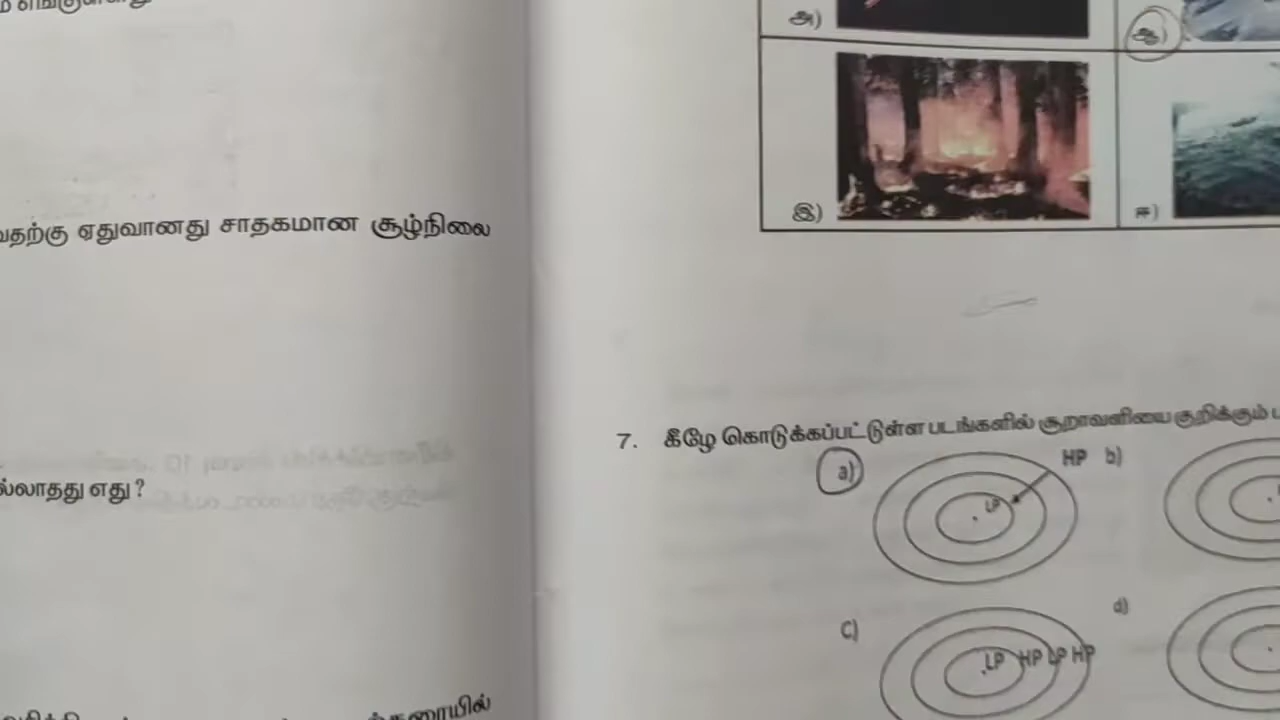 வதற்கு ஏதுவானது சாதகமான சூழ்நிலை
ல்லாதது எது?
அ)
ஆ)
இ)
ஈ)
7. கீழே கொடுக்கப்பட்டுள்ள படங்களில் சூறாவளியை குறிக்கும்
a)
HP
LP
b)
c)
LP HP LP HP
d)